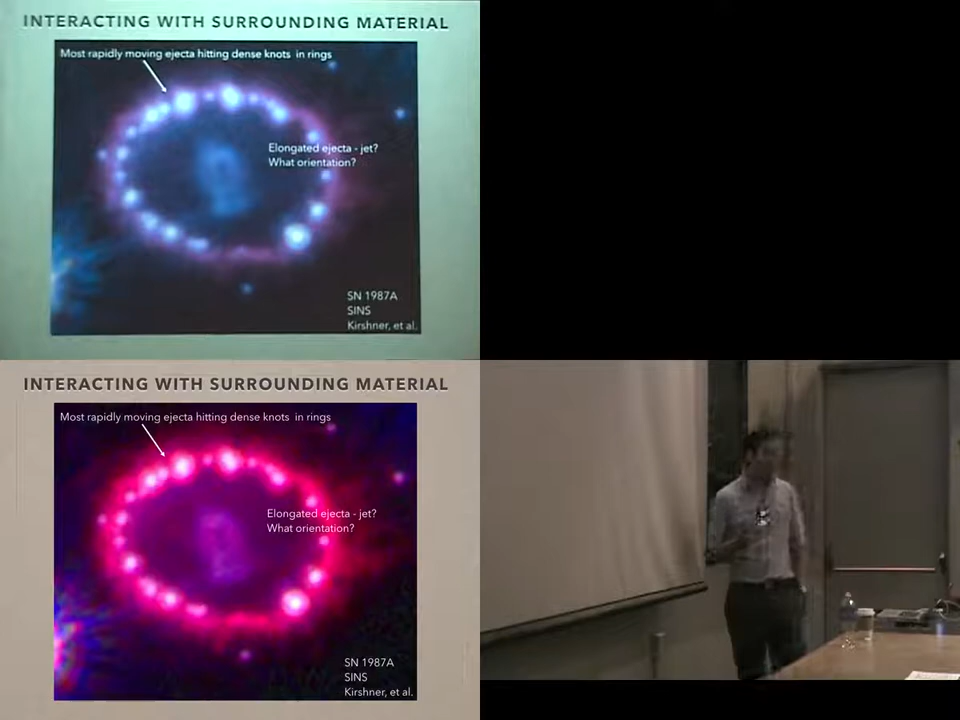 INTERACTING WITH SURROUNDING MATERIAL
Most rapidly moving ejecta hitting dense knots in rings
Elongated ejecta - jet?
What orientation?
SN 1987A
SINS
Kirshner, et al.
INTERACTING WITH SURROUNDING MATERIAL
Most rapidly moving ejecta hitting dense knots in rings
Elongated ejecta - jet?
What orientation?
SN 1987A
SINS
Kirshner, et al.